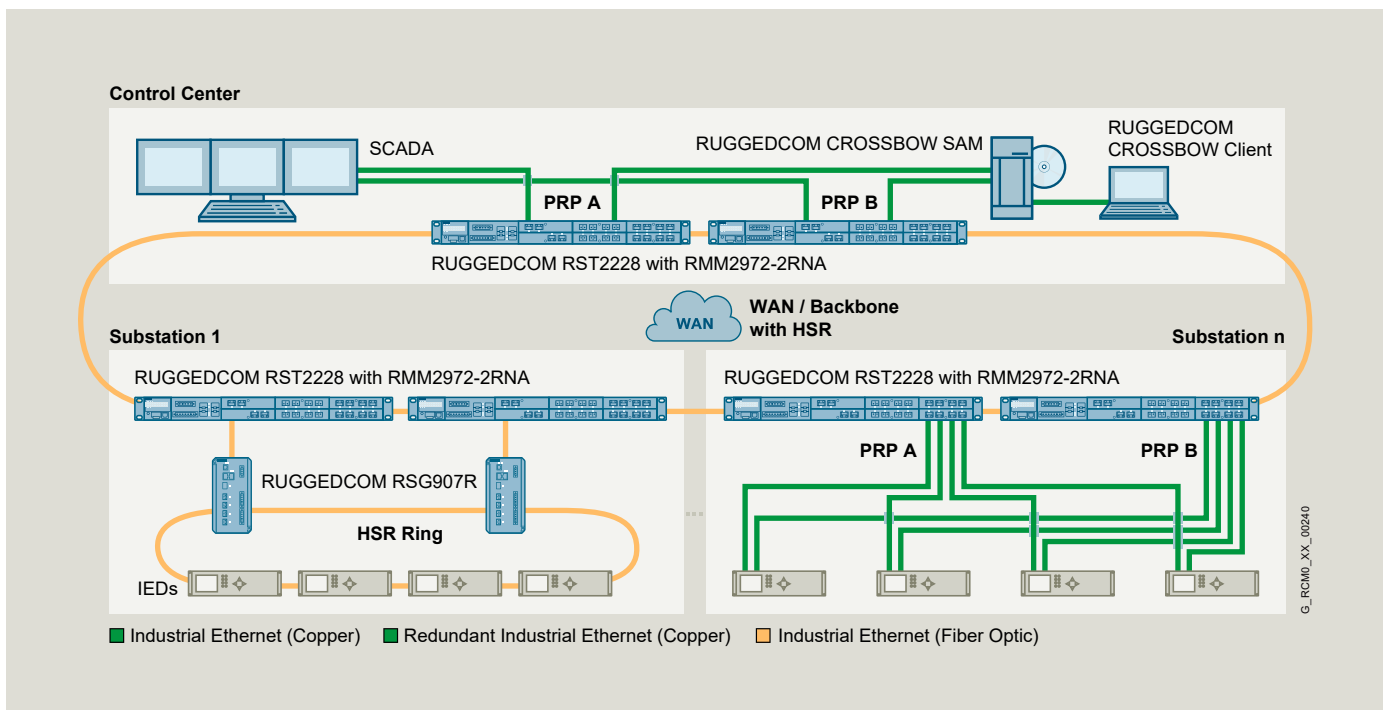 Control Center
SCADA
RUGGEDCOM CROSSBOW SAM
RUGGEDCOM
CROSSBOW Client
PRP A
PRP B
RUGGEDCOM RST2228 with RMM2972-2RNA
WAN
WAN / Backbone
with HSR
Substation 1
RUGGEDCOM RST2228 with RMM2972-2RNA
RUGGEDCOM RSG907R
HSR Ring
IEDs
Substation n
RUGGEDCOM RST2228 with RMM2972-2RNA
PRP A
PRP B
...
G_RCM0_XX_00240
Industrial Ethernet (Copper)
Redundant Industrial Ethernet (Copper)
Industrial Ethernet (Fiber Optic)